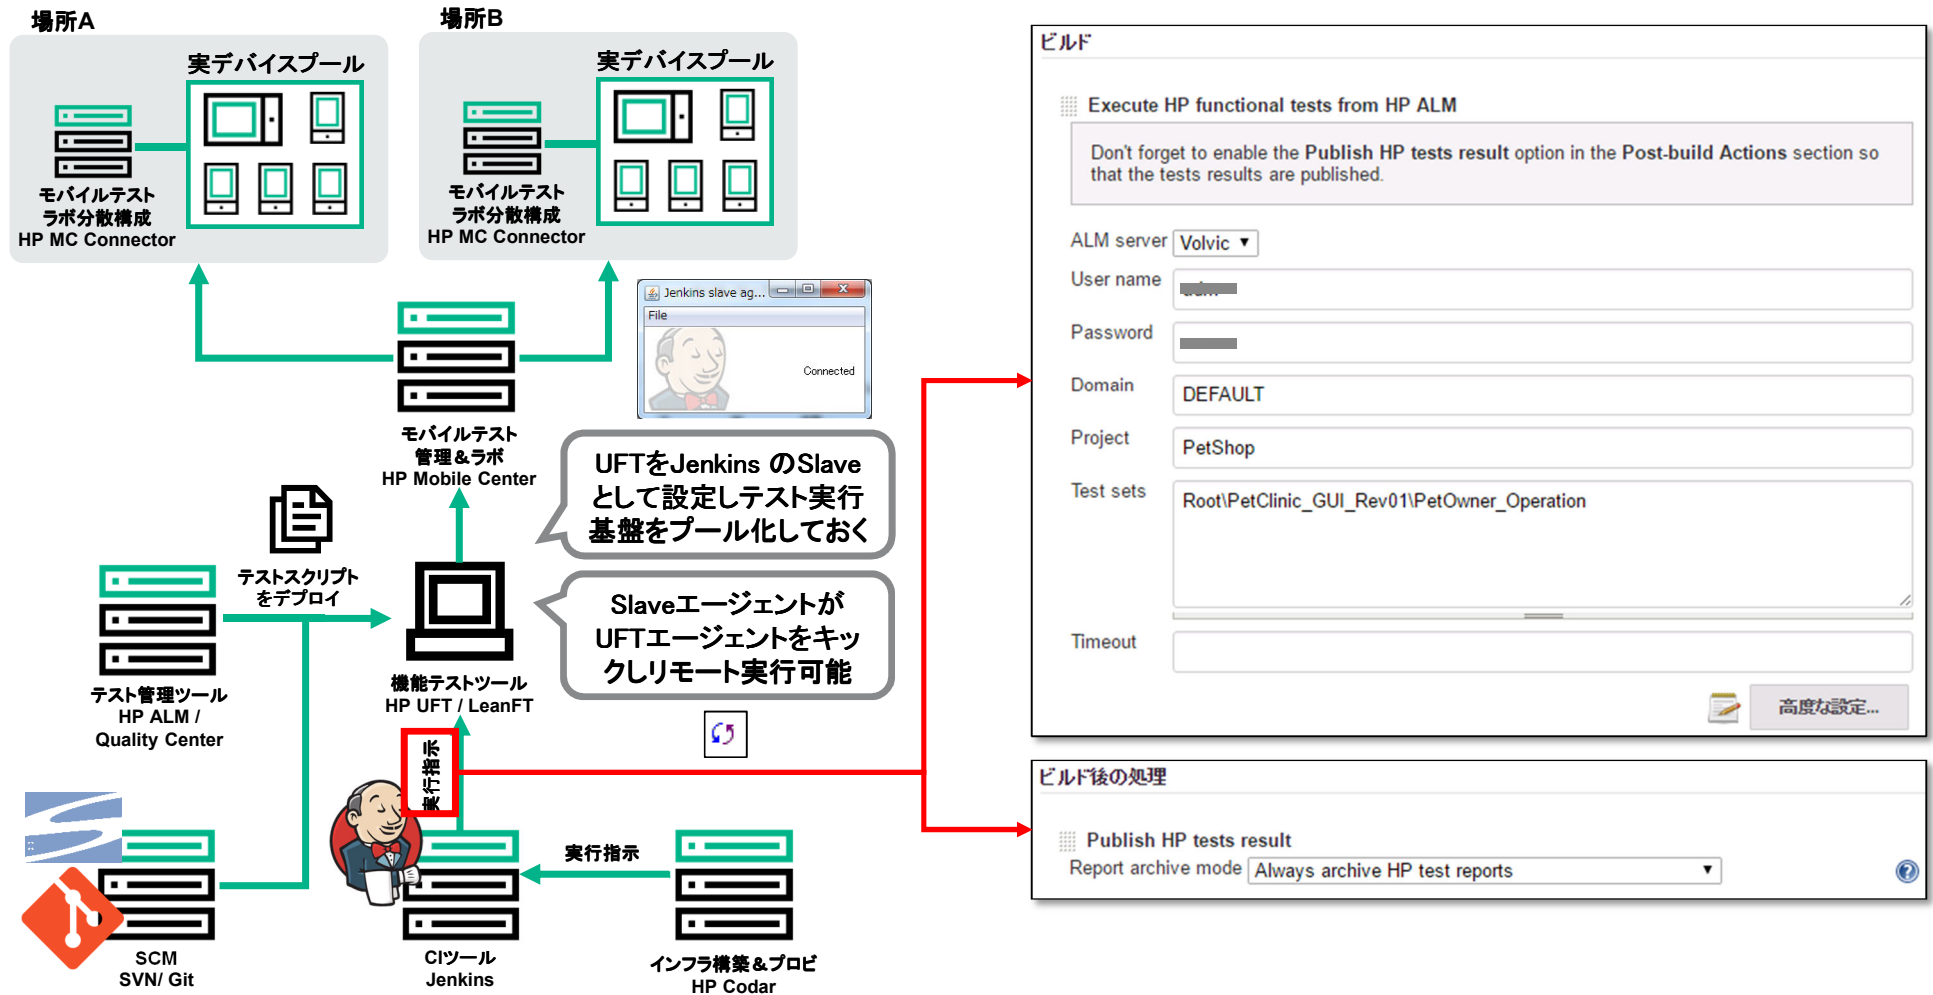 場所A
実デバイスプール
モバイルテスト
ラボ分散構成
HP MC Connector
場所B
実デバイスプール
モバイルテスト
ラボ分散構成
HP MC Connector
Jenkins slave ag...
File
Connected
モバイルテスト
管理＆ラボ
HP Mobile Center
UFTをJenkins のSlave
として設定しテスト実行
基盤をプール化しておく
テストスクリプト
をデプロイ
Slaveエージェントが
UFTエージェントをキッ
クしリモート実行可能
テスト管理ツール
HP ALM /
Quality Center
機能テストツール
HP UFT / LeanFT
実行指示
実行指示
SCM
SVN/ Git
CIツール
Jenkins
インフラ構築＆プロビ
HP Codar
ビルド
Execute HP functional tests from HP ALM
Don't forget to enable the Publish HP tests result option in the Post-build Actions section so
that the tests results are published.
ALM server Volvic
User name
Password
Domain DEFAULT
Project PetShop
Test sets Root\PetClinic_GUI_Rev01\PetOwner_Operation
Timeout
高度な設定...
ビルド後の処理
Publish HP tests result
Report archive mode Always archive HP test reports